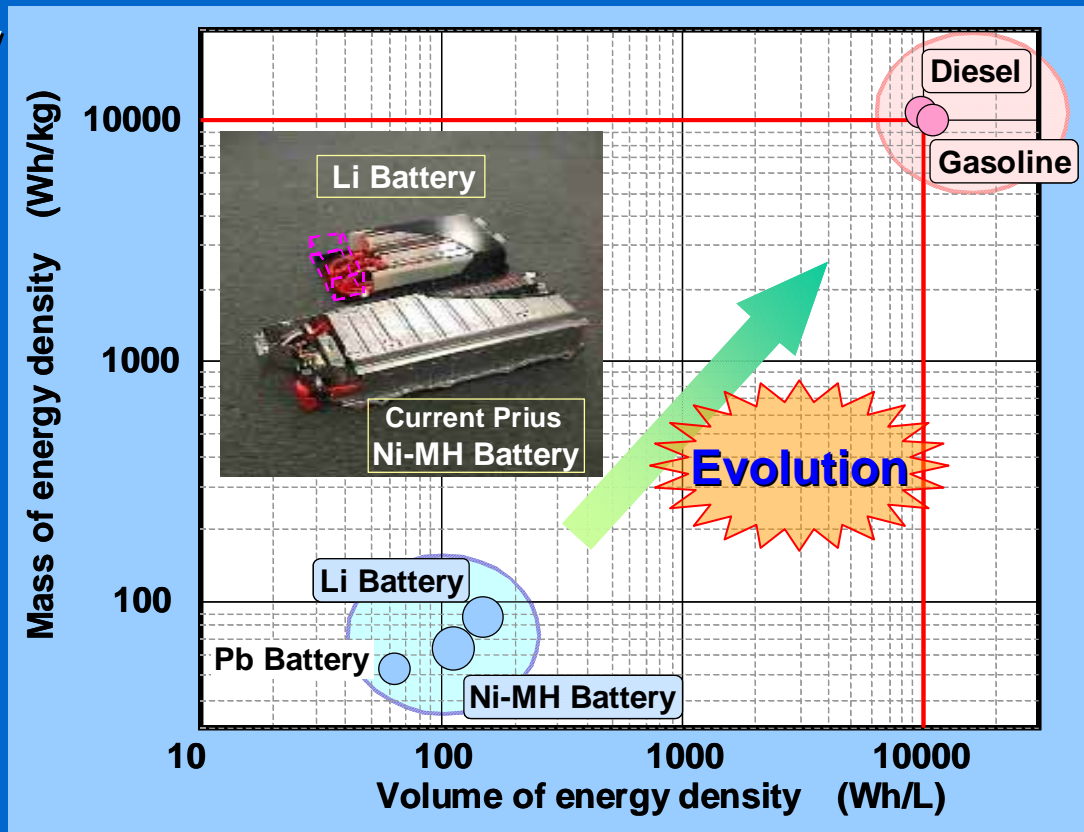 Diesel
Gasoline
Mass of energy density (Wh/kg)
10000
1000
100
Li Battery
Current Prius
Ni-MH Battery
Evolution
Li Battery
Pb Battery
Ni-MH Battery
10
100
1000
10000
Volume of energy density (Wh/L)